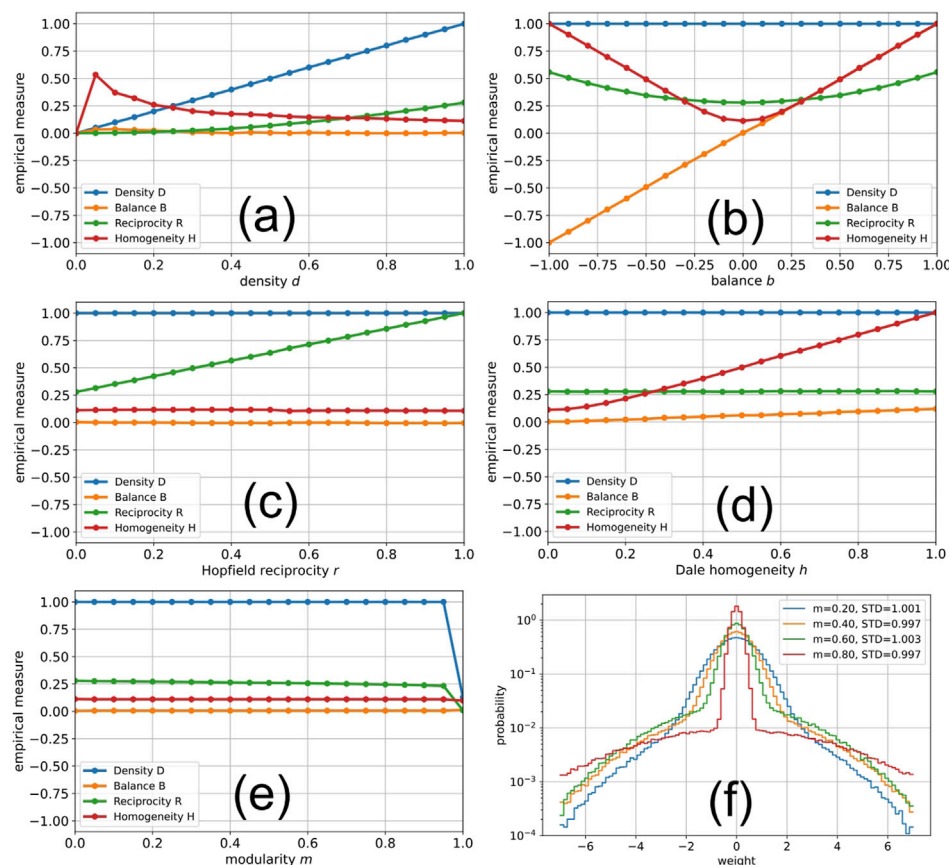 1.00
0.75
0.50
0.25
0.00
−0.25
−0.50
−0.75
−1.00
empirical measure
Density D
Balance B
Reciprocity R
Homogeneity H
(a)
0.0 0.2 0.4 0.6 0.8 1.0
density d
1.00
0.75
0.50
0.25
0.00
−0.25
−0.50
−0.75
−1.00
empirical measure
Density D
Balance B
Reciprocity R
Homogeneity H
(b)
−1.00 −0.75 −0.50 −0.25 0.00 0.25 0.50 0.75 1.00
balance b
1.00
0.75
0.50
0.25
0.00
−0.25
−0.50
−0.75
−1.00
empirical measure
Density D
Balance B
Reciprocity R
Homogeneity H
(c)
0.0 0.2 0.4 0.6 0.8 1.0
Hopfield reciprocity r
1.00
0.75
0.50
0.25
0.00
−0.25
−0.50
−0.75
−1.00
empirical measure
Density D
Balance B
Reciprocity R
Homogeneity H
(d)
0.0 0.2 0.4 0.6 0.8 1.0
Dale homogeneity h
1.00
0.75
0.50
0.25
0.00
−0.25
−0.50
−0.75
−1.00
empirical measure
Density D
Balance B
Reciprocity R
Homogeneity H
(e)
0.0 0.2 0.4 0.6 0.8 1.0
modularity m
10⁰
10⁻¹
10⁻²
10⁻³
10⁻⁴
probability
m=0.20, STD=1.001
m=0.40, STD=0.997
m=0.60, STD=1.003
m=0.80, STD=0.997
(f)
−6 −4 −2 0 2 4 6
weight